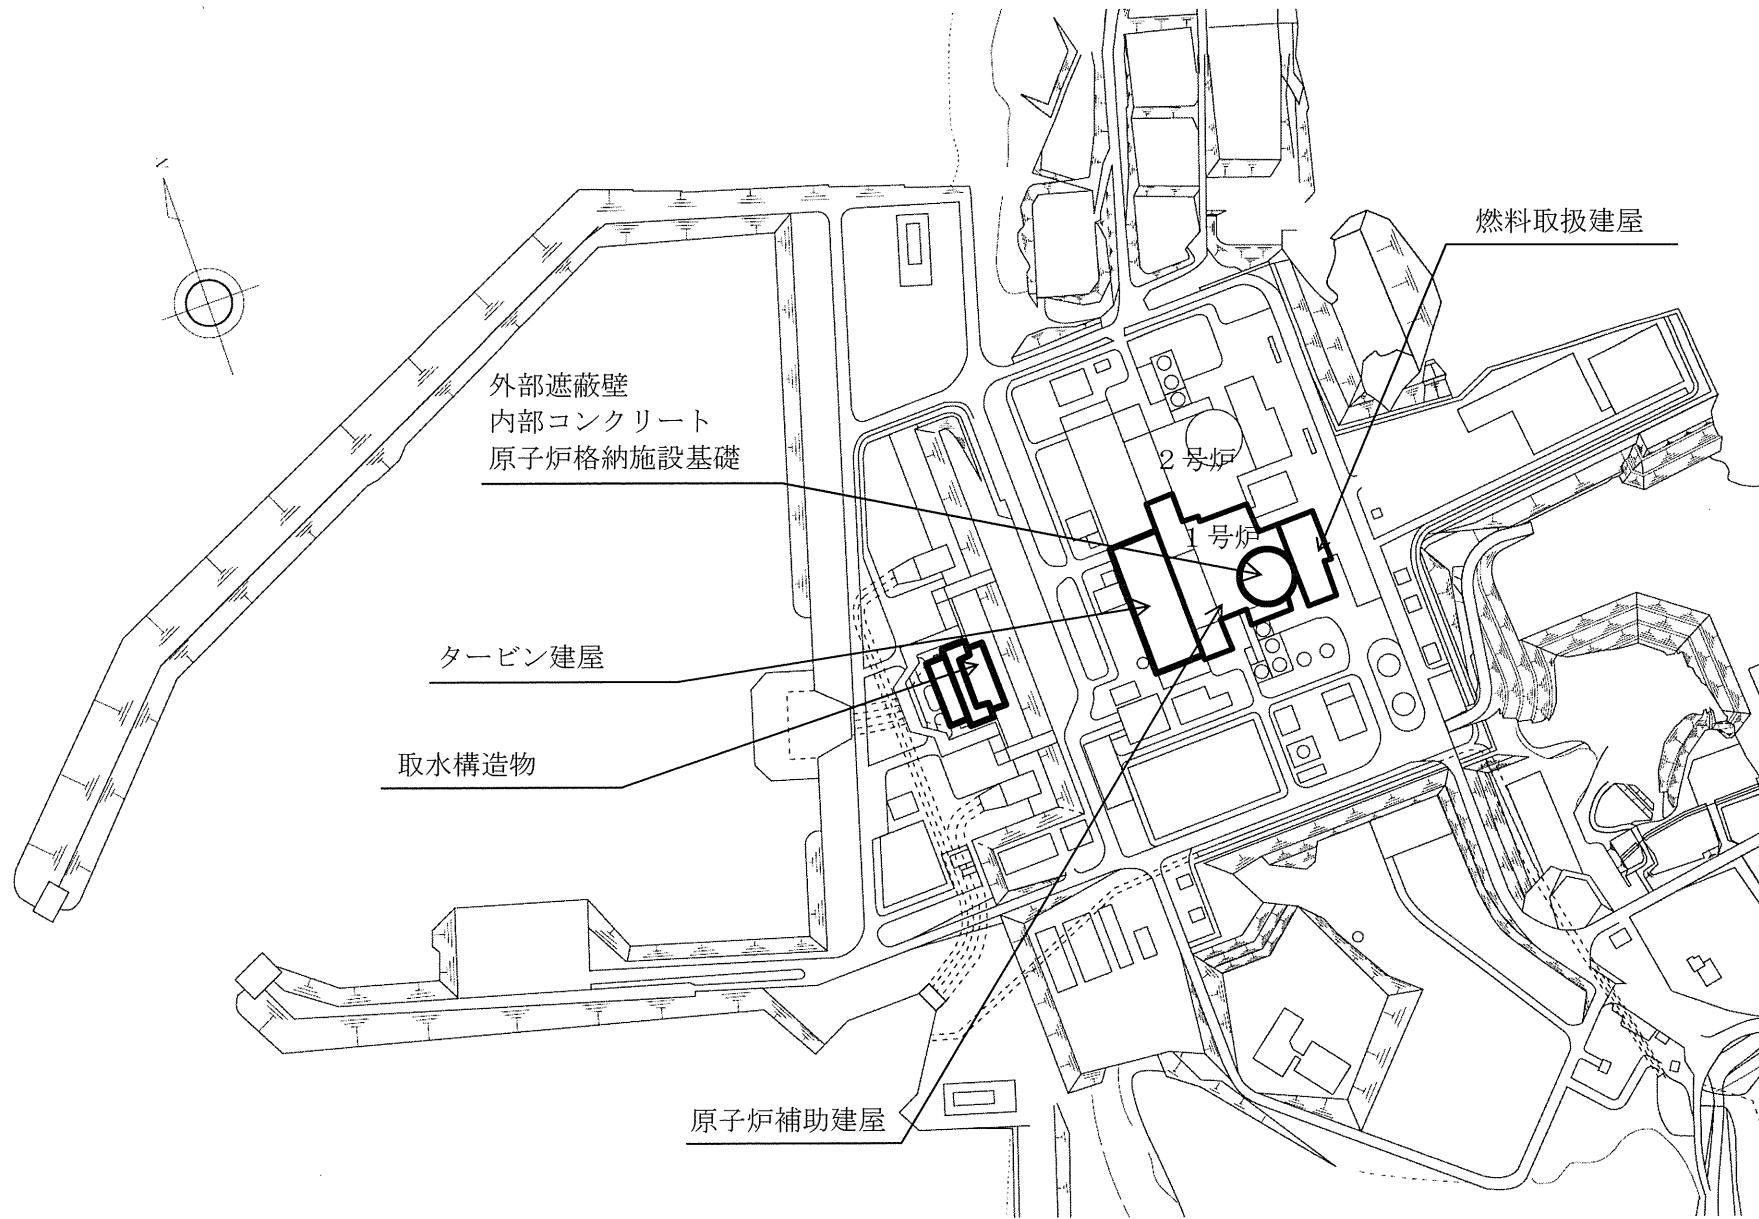 燃料取扱建屋
外部遮蔽壁
内部コンクリート
原子炉格納施設基礎
2号炉
1号炉
タービン建屋
取水構造物
原子炉補助建屋